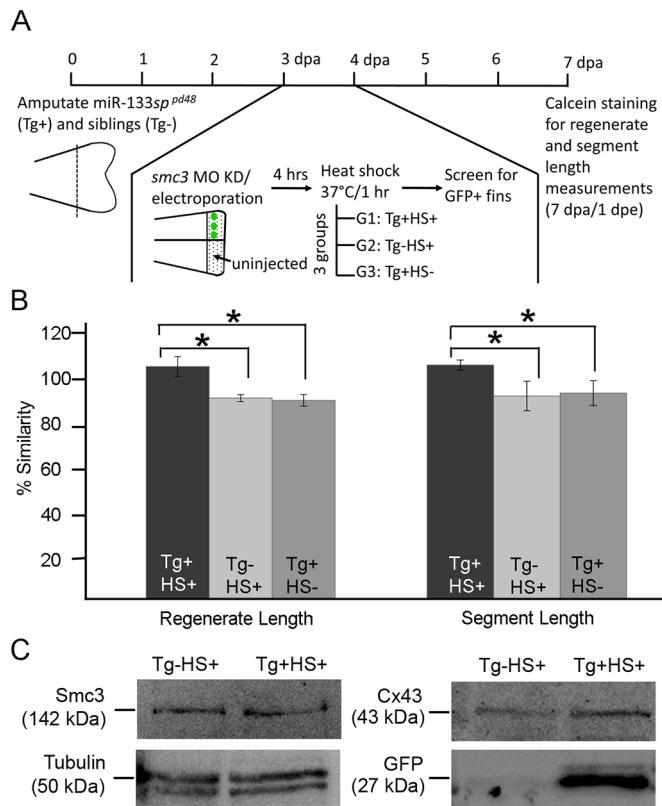 A
0 1 2 3 dpa 4 dpa 5 6 7 dpa
Amputate miR-133sp pd48
(Tg+) and siblings (Tg-)
Calcein staining
for regenerate
and segment
length
measurements
(7 dpa/1 dpe)
smc3 MO KD/
electroporation
4 hrs
Heat shock
37°C/1 hr
Screen for
GFP+ fins
uninjected
3 groups
G1: Tg+HS+
G2: Tg-HS+
G3: Tg+HS-
B
% Similarity
120
100
80
60
40
20
* *
* *
Tg+
HS+
Tg-
HS+
Tg+
HS-
Tg+
HS+
Tg-
HS+
Tg+
HS-
Regenerate Length
Segment Length
C
Tg-HS+ Tg+HS+
Smc3
(142 kDa)
Tubulin
(50 kDa)
Tg-HS+ Tg+HS+
Cx43
(43 kDa)
GFP
(27 kDa)